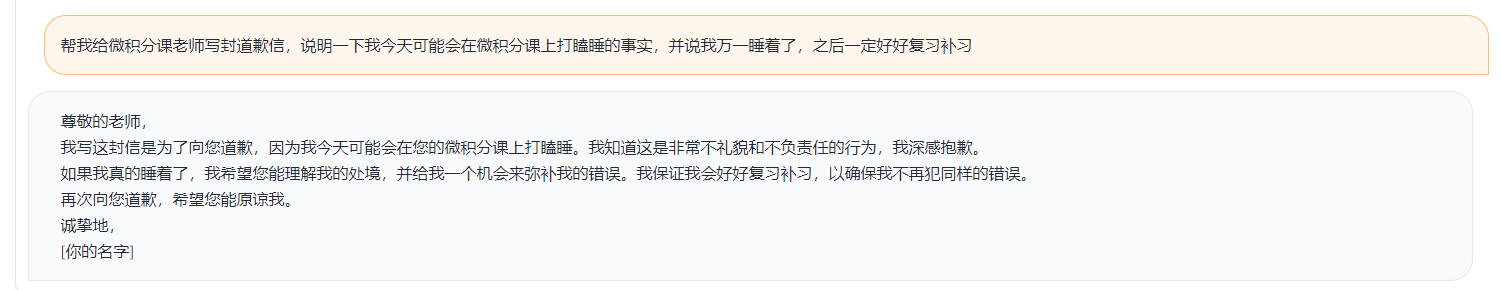 帮我给微积分课老师写封道歉信，说明一下我今天可能会在微积分课上打瞌睡的事实，并说我万一睡着了，之后一定好好复习补习
尊敬的老师，
我写这封信是为了向您道歉，因为我今天可能会在您的微积分课上打瞌睡。我知道这是非常不礼貌和不负责任的行为，我深感抱歉。
如果我真的睡着了，我希望您能理解我的处境，并给我一个机会来弥补我的错误。我保证我会好好复习补习，以确保我不再犯同样的错误。
再次向您道歉，希望您能原谅我。
诚挚地，
[你的名字]